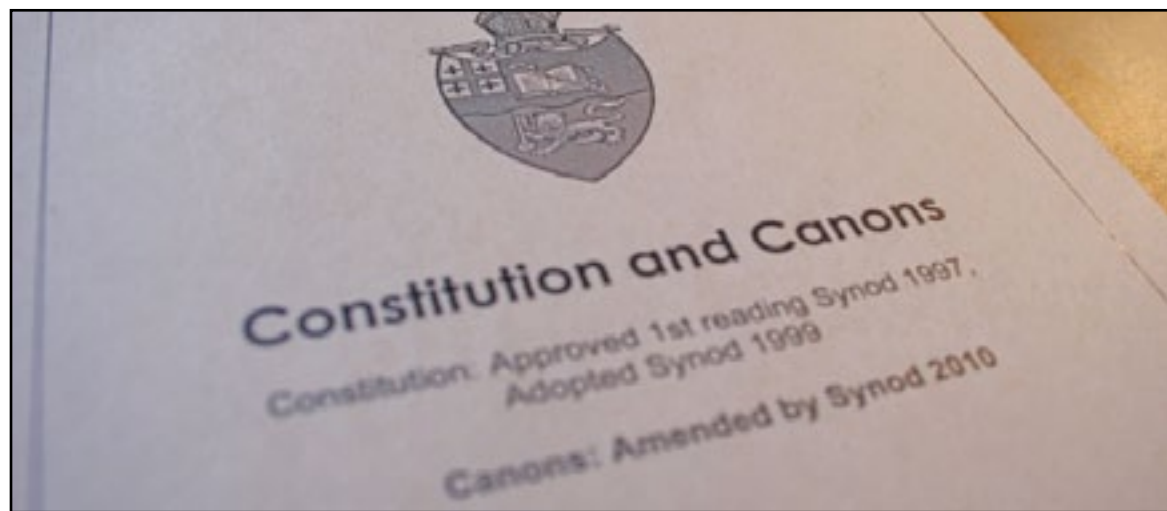 Constitution and Canons
Constitution: Approved 1st reading Synod 1997,
Adopted Synod 1999
Canons: Amended by Synod 2010